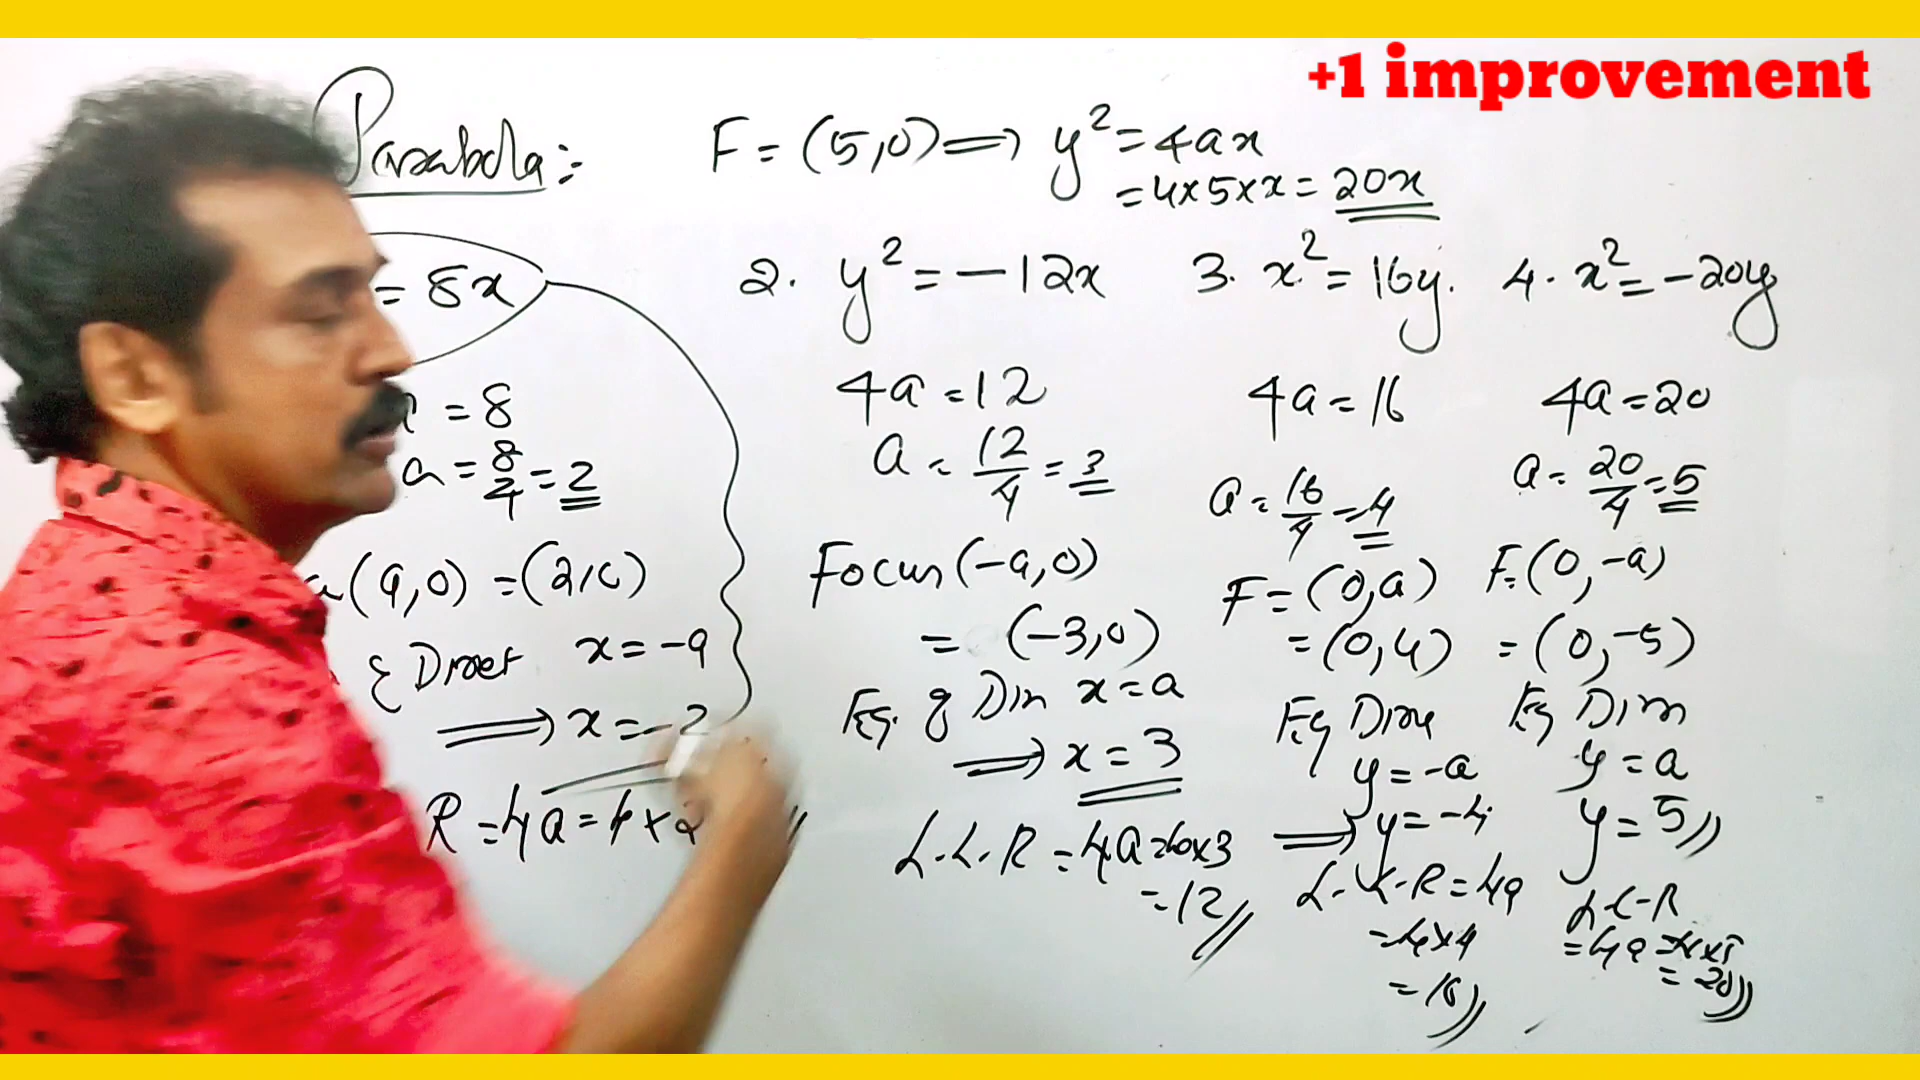 +1 improvement
Parabola :-
F = (5,0) ⟹ y² = 4ax
= 4×5×x = 20x
= 8x
2. y² = -12x
3. x² = 16y.
4. x² = -20y
= 8
a = 8/4 = 2
(a,0) = (2,0)
x = -a
⟹ x = -2
R = 4a = 4×2
4a = 12
a = 12/4 = 3
Focus (-a,0)
= (-3,0)
Eq. of Dir x = a
⟹ x = 3
L.L.R = 4a = 4×3
= 12
4a = 16
a = 16/4 = 4
F = (0,a)
= (0,4)
Eq Dire
y = -a
⟹ y = -4
L.L.R = 4a
= 4×4
= 16
4a = 20
a = 20/4 = 5
F = (0,-a)
= (0,-5)
Eq Dir
y = a
y = 5
L.L.R
= 4a = 4×5
= 20